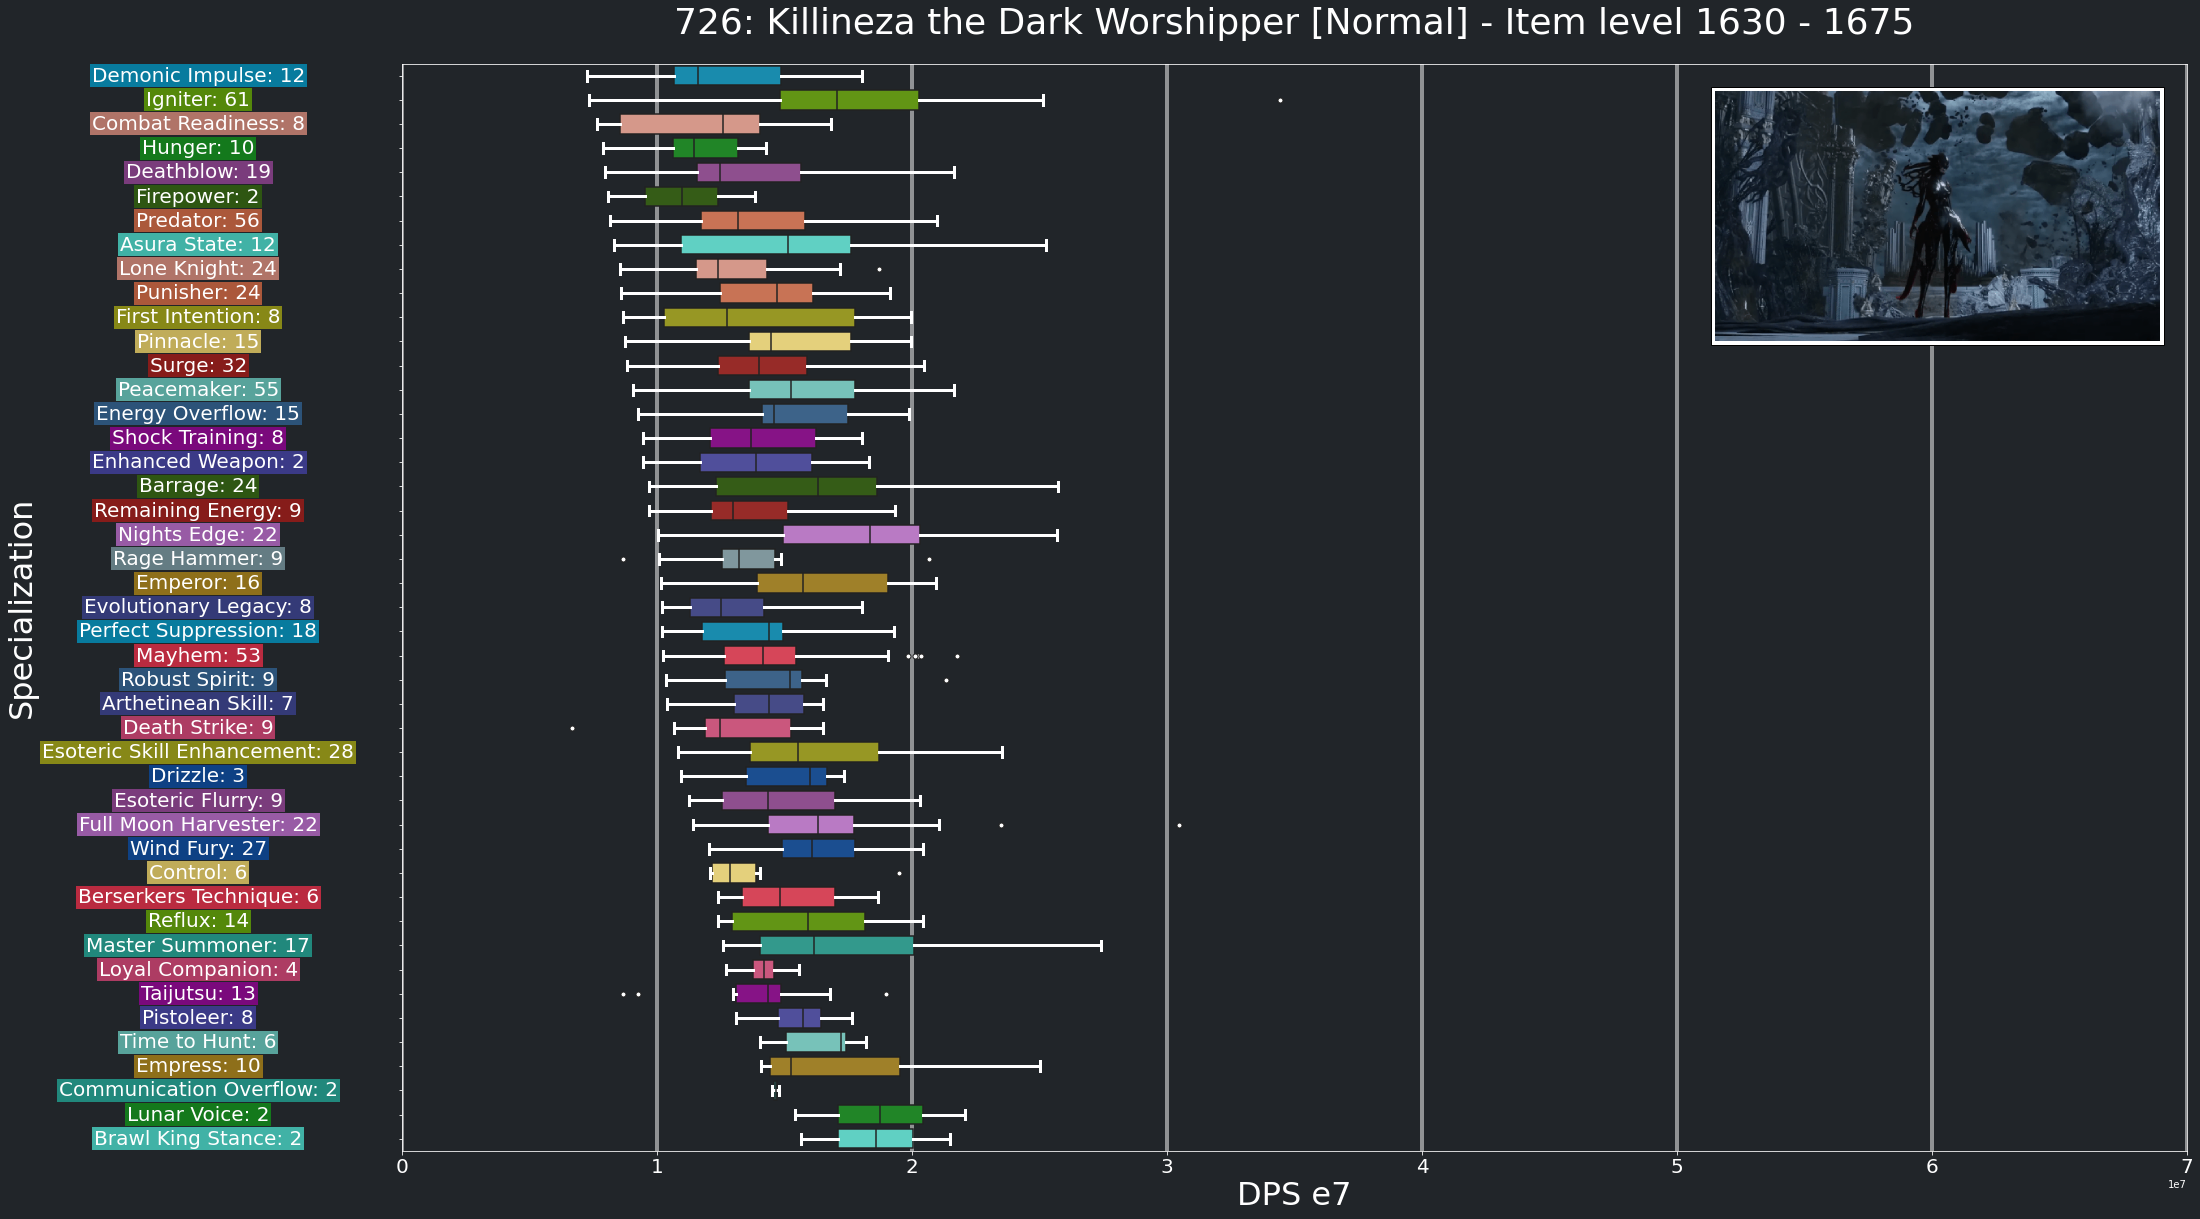 726: Killineza the Dark Worshipper [Normal] - Item level 1630 - 1675
Specialization
Demonic Impulse: 12
Igniter: 61
Combat Readiness: 8
Hunger: 10
Deathblow: 19
Firepower: 2
Predator: 56
Asura State: 12
Lone Knight: 24
Punisher: 24
First Intention: 8
Pinnacle: 15
Surge: 32
Peacemaker: 55
Energy Overflow: 15
Shock Training: 8
Enhanced Weapon: 2
Barrage: 24
Remaining Energy: 9
Nights Edge: 22
Rage Hammer: 9
Emperor: 16
Evolutionary Legacy: 8
Perfect Suppression: 18
Mayhem: 53
Robust Spirit: 9
Arthetinean Skill: 7
Death Strike: 9
Esoteric Skill Enhancement: 28
Drizzle: 3
Esoteric Flurry: 9
Full Moon Harvester: 22
Wind Fury: 27
Control: 6
Berserkers Technique: 6
Reflux: 14
Master Summoner: 17
Loyal Companion: 4
Taijutsu: 13
Pistoleer: 8
Time to Hunt: 6
Empress: 10
Communication Overflow: 2
Lunar Voice: 2
Brawl King Stance: 2
0 1 2 3 4 5 6 7
1e7
DPS e7